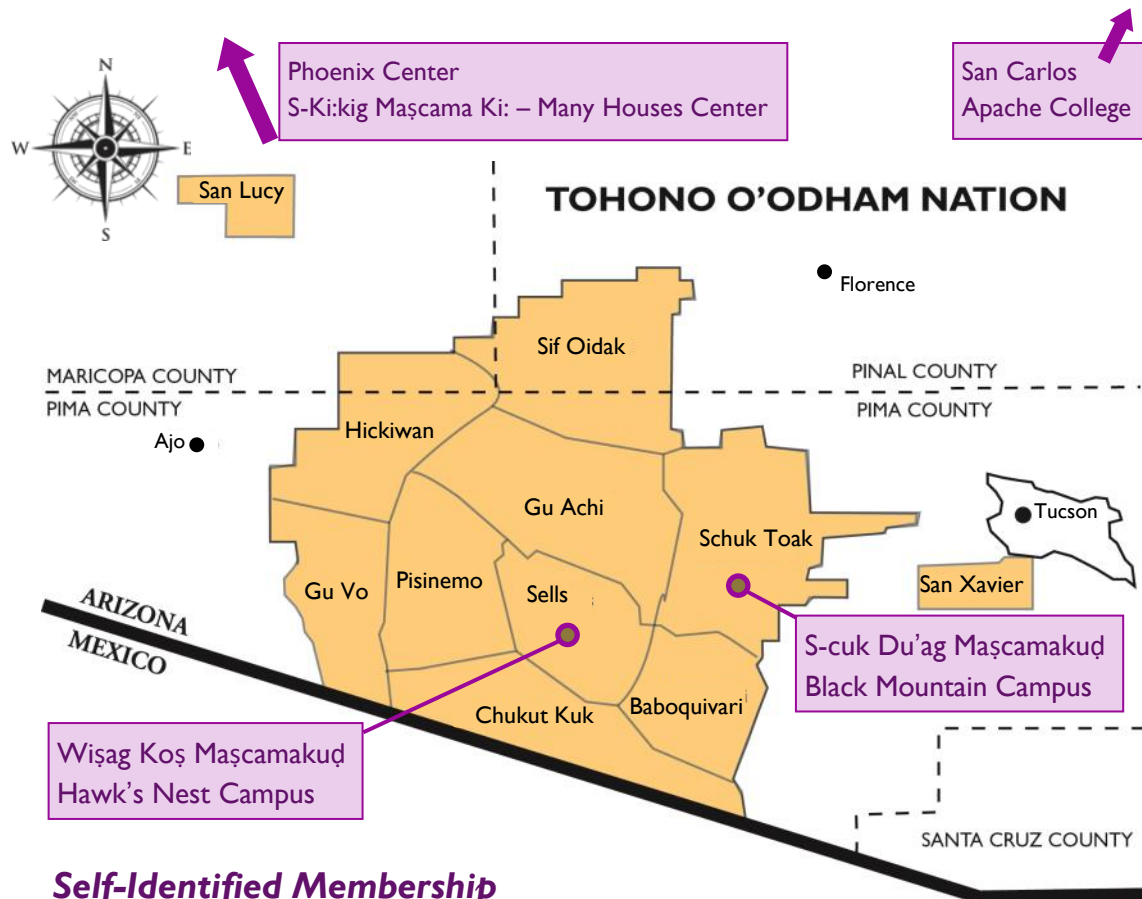 Phoenix Center
S-Ki:kig Maṣcama Ki: – Many Houses Center
San Carlos
Apache College
N
W
E
S
San Lucy
TOHONO O’ODHAM NATION
Florence
Sif Oidak
MARICOPA COUNTY
PIMA COUNTY
PINAL COUNTY
PIMA COUNTY
Ajo
Hickiwan
Gu Achi
Schuk Toak
Tucson
Gu Vo
Pisinemo
Sells
San Xavier
ARIZONA
MEXICO
S-cuk Du’ag Maṣcamakuḍ
Black Mountain Campus
Chukut Kuk
Baboquivari
Wiṣag Koṣ Maṣcamakuḍ
Hawk’s Nest Campus
SANTA CRUZ COUNTY
Self-Identified Membership